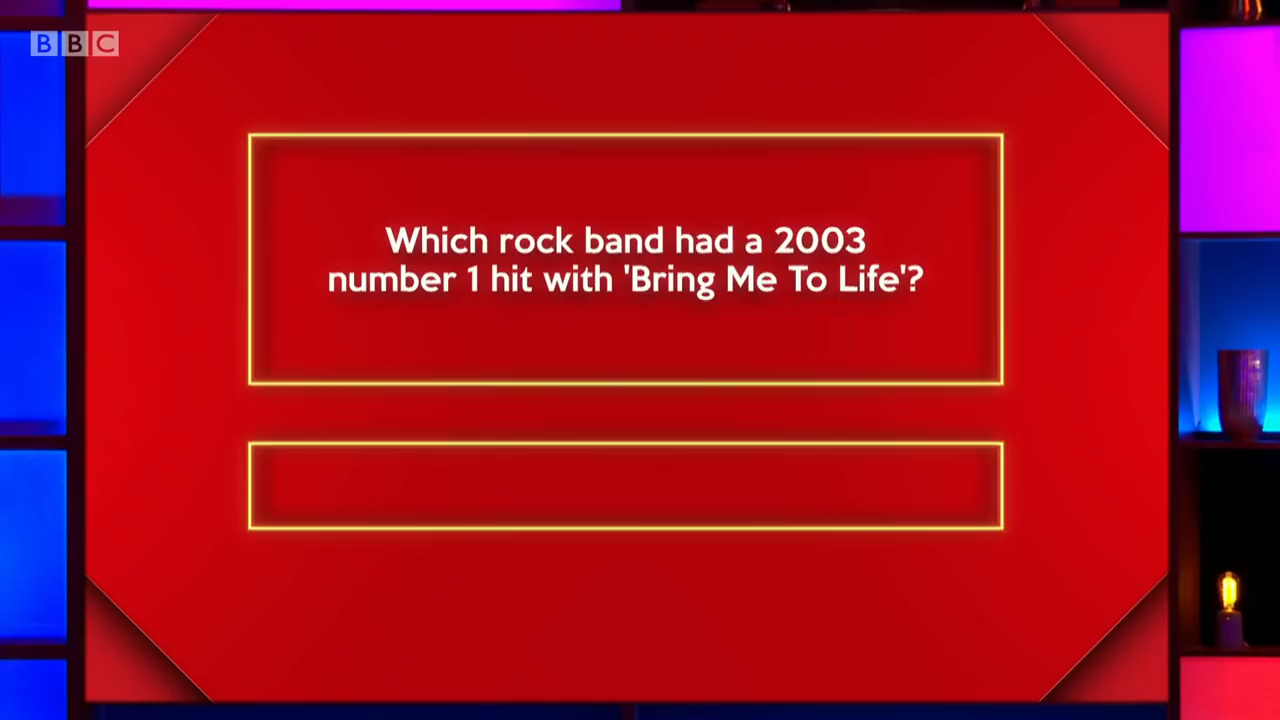 BBC
Which rock band had a 2003
number 1 hit with 'Bring Me To Life'?